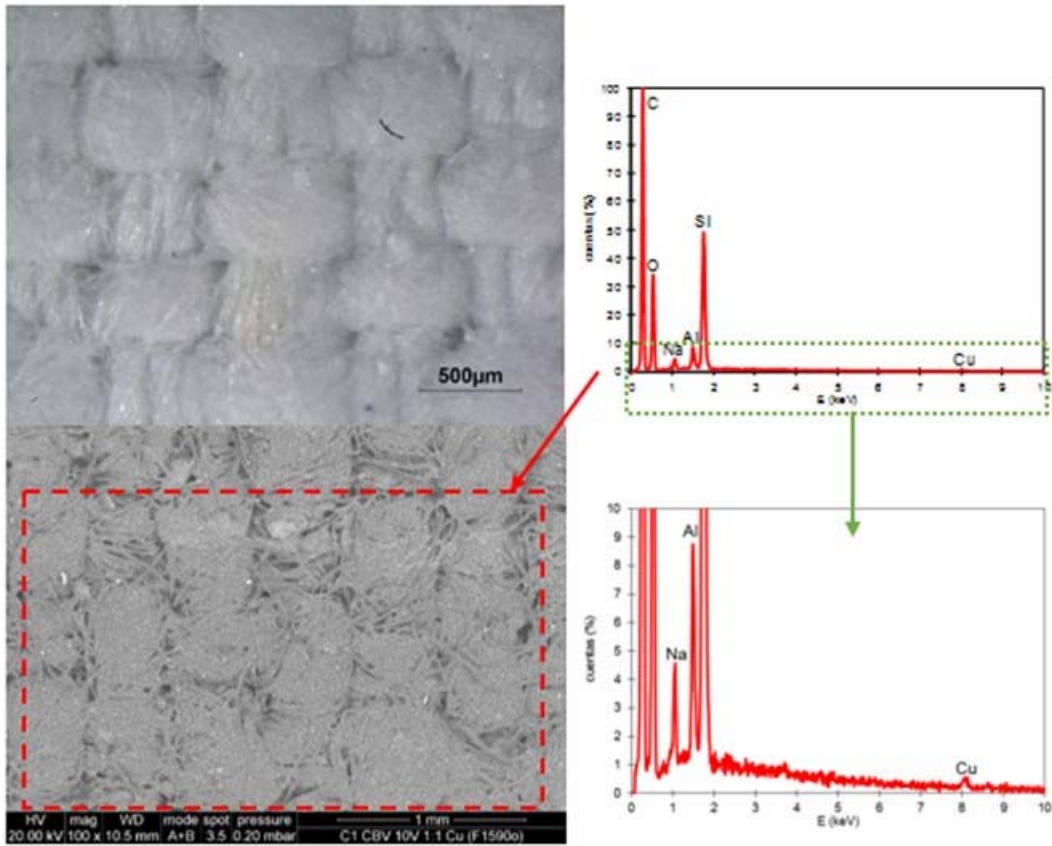 500µm
HV mag WD mode spot pressure 1 mm
20.00 kV 100 x 10.5 mm A+B 3.5 0.20 mbar C1 CBV 10V 1:1 Cu (F1590o)
cuentas (%)
100
90
80
70
60
50
40
30
20
10
0
C
O
Na
Al
Si
Cu
0 1 2 3 4 5 6 7 8 9 10
E (keV)
cuentas (%)
10
9
8
7
6
5
4
3
2
1
0
Na
Al
Cu
0 1 2 3 4 5 6 7 8 9 10
E (keV)